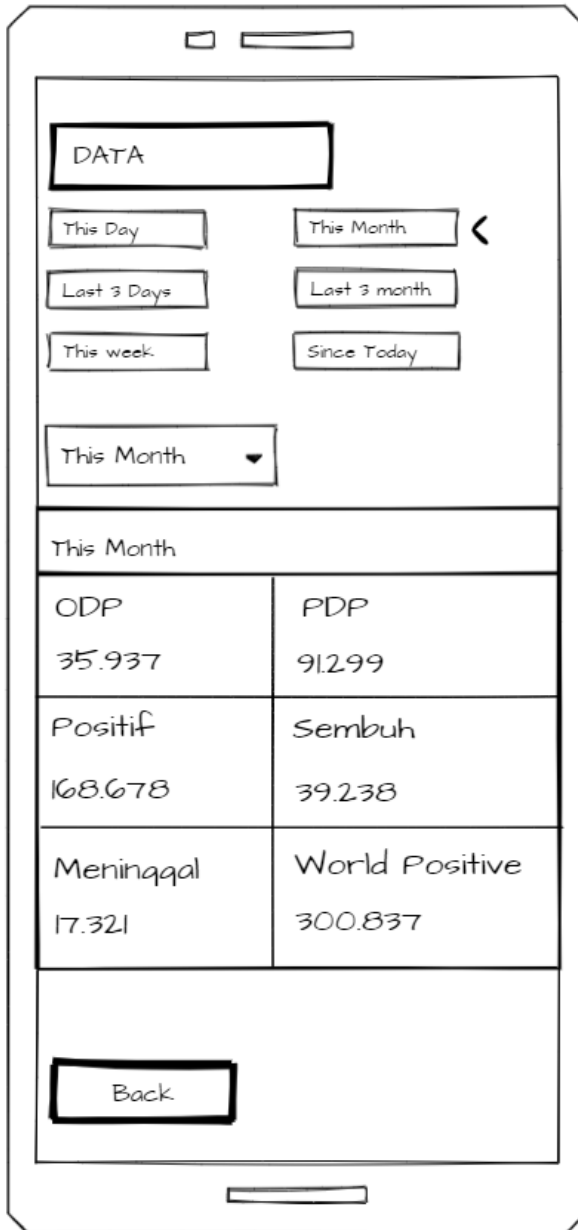 DATA
This Day
This Month
Last 3 Days
Last 3 month
This week
Since Today
This Month
This Month
ODP
PDP
35.937
91.299
Positif
Sembuh
168.678
39.238
Meninggal
World Positive
17.321
300.837
Back